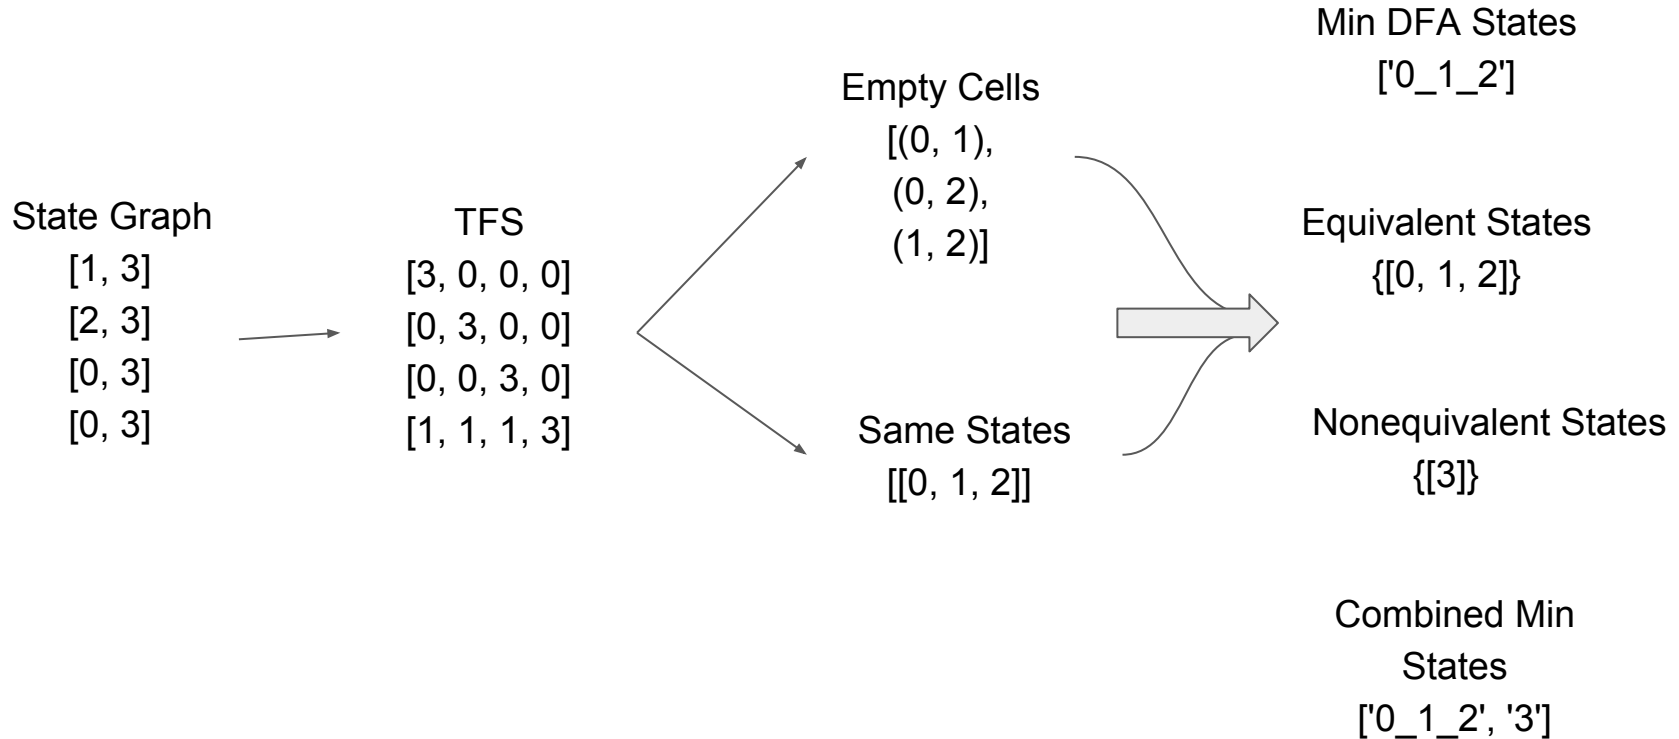 State Graph
[1, 3]
[2, 3]
[0, 3]
[0, 3]
TFS
[3, 0, 0, 0]
[0, 3, 0, 0]
[0, 0, 3, 0]
[1, 1, 1, 3]
Empty Cells
[(0, 1),
(0, 2),
(1, 2)]
Same States
[[0, 1, 2]]
Min DFA States
['0_1_2']
Equivalent States
{[0, 1, 2]}
Nonequivalent States
{[3]}
Combined Min
States
['0_1_2', '3']